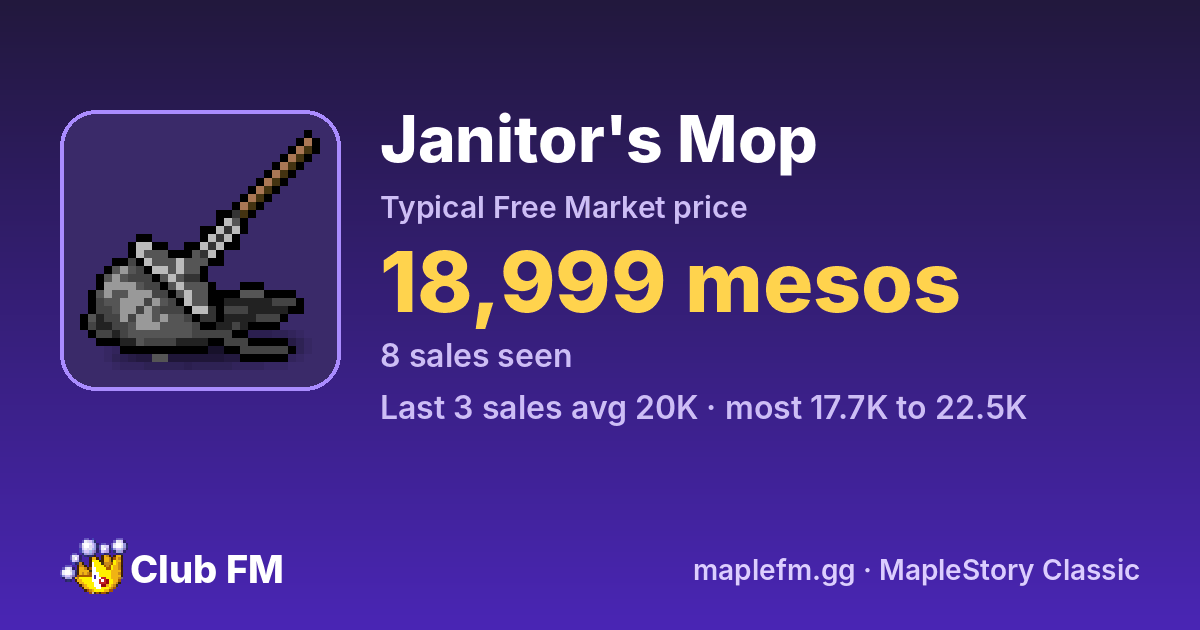 Janitor's Mop
Typical Free Market price
18,999 mesos
8 sales seen
Last 3 sales avg 20K · most 17.7K to 22.5K
Club FM
maplefm.gg · MapleStory Classic